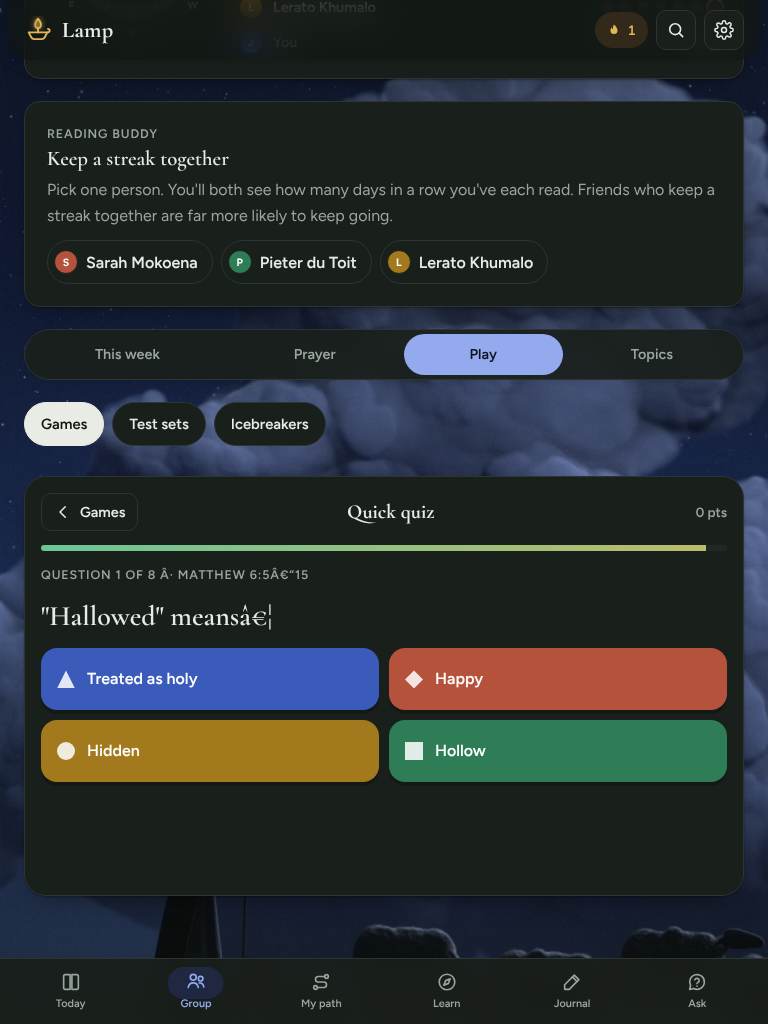 Lerato Khumalo
F
W
L
Lamp
1
J
You
READING BUDDY
Keep a streak together
Pick one person. You'll both see how many days in a row you've each read. Friends who keep a
streak together are far more likely to keep going.
S Sarah Mokoena
P Pieter du Toit
L Lerato Khumalo
This week
Prayer
Play
Topics
Games
Test sets
Icebreakers
Games
Quick quiz
0 pts
QUESTION 1 OF 8 Â· MATTHEW 6:5â€“15
"Hallowed" meansâ€¦
Treated as holy
Happy
Hidden
Hollow
Today
Group
My path
Learn
Journal
Ask